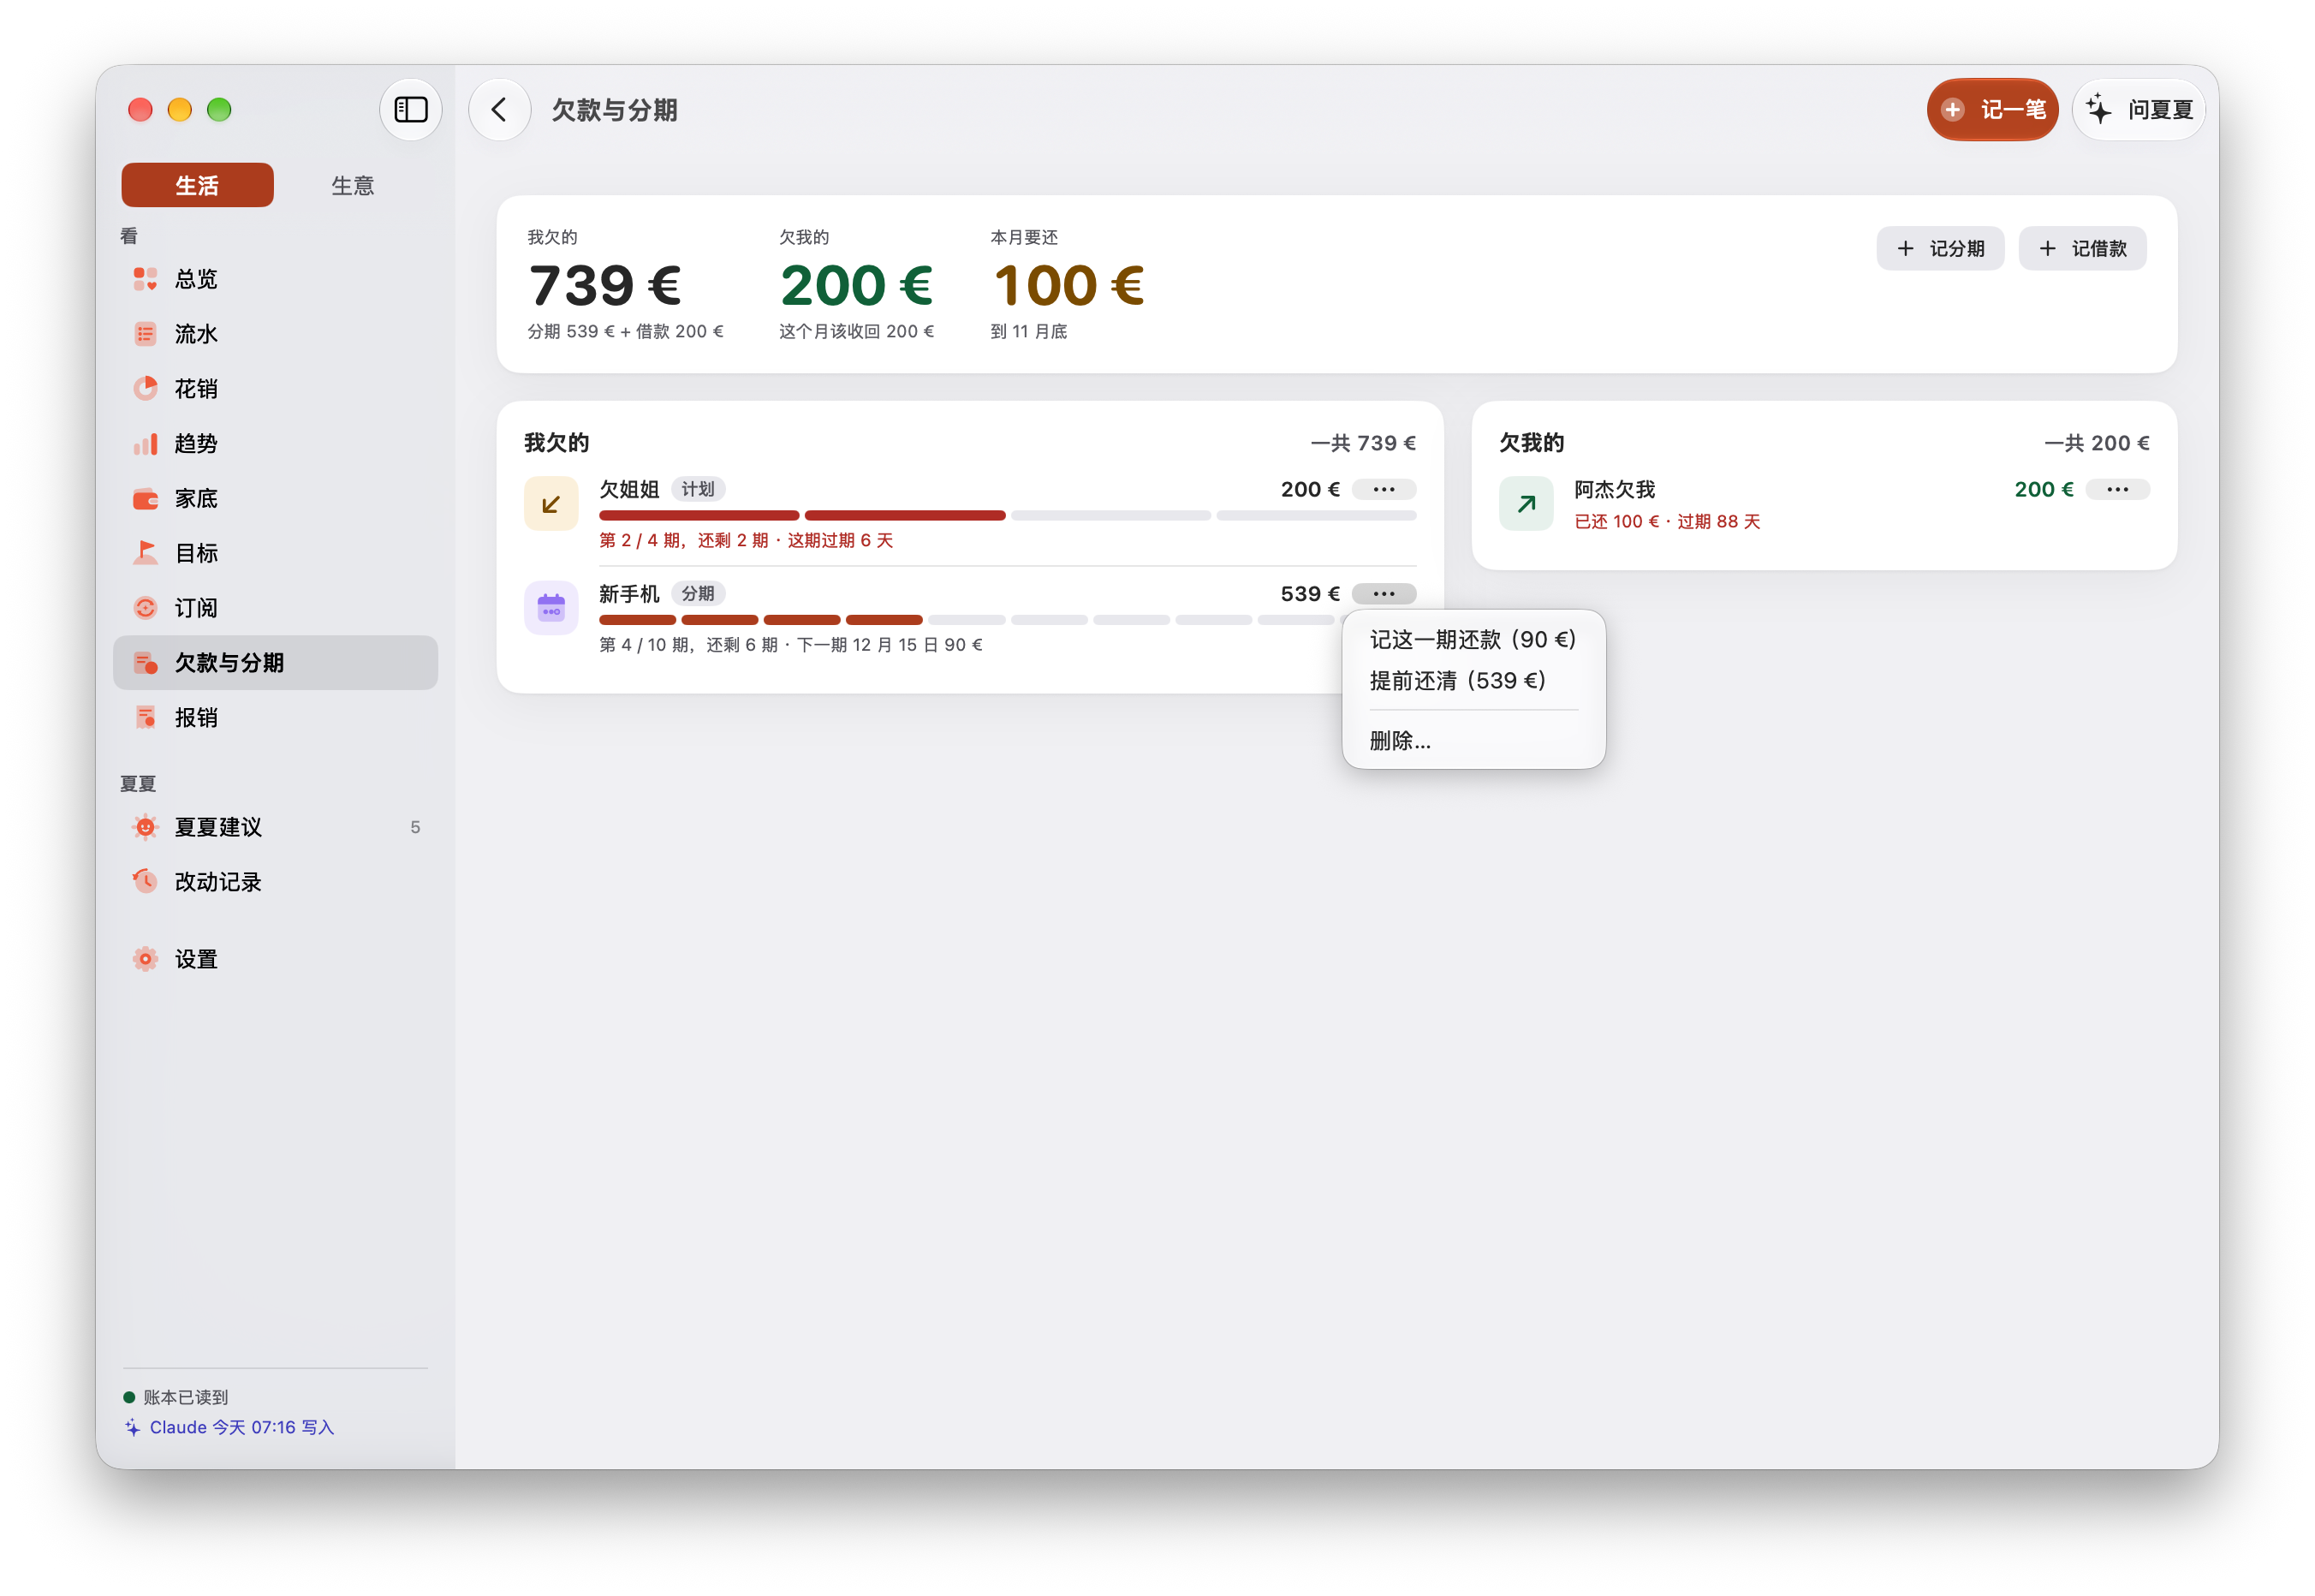 欠款与分期
记一笔
问夏夏
生活
生意
看
总览
流水
花销
趋势
家底
目标
订阅
欠款与分期
报销
夏夏
夏夏建议
5
改动记录
设置
账本已读到
Claude 今天 07:16 写入
我欠的
739 €
分期 539 € + 借款 200 €
欠我的
200 €
这个月该收回 200 €
本月要还
100 €
到 11 月底
记分期
记借款
我欠的
一共 739 €
欠姐姐
计划
200 €
第 2 / 4 期，还剩 2 期 · 这期过期 6 天
新手机
分期
539 €
第 4 / 10 期，还剩 6 期 · 下一期 12 月 15 日 90 €
记这一期还款（90 €）
提前还清（539 €）
删除...
欠我的
一共 200 €
阿杰欠我
200 €
已还 100 € · 过期 88 天